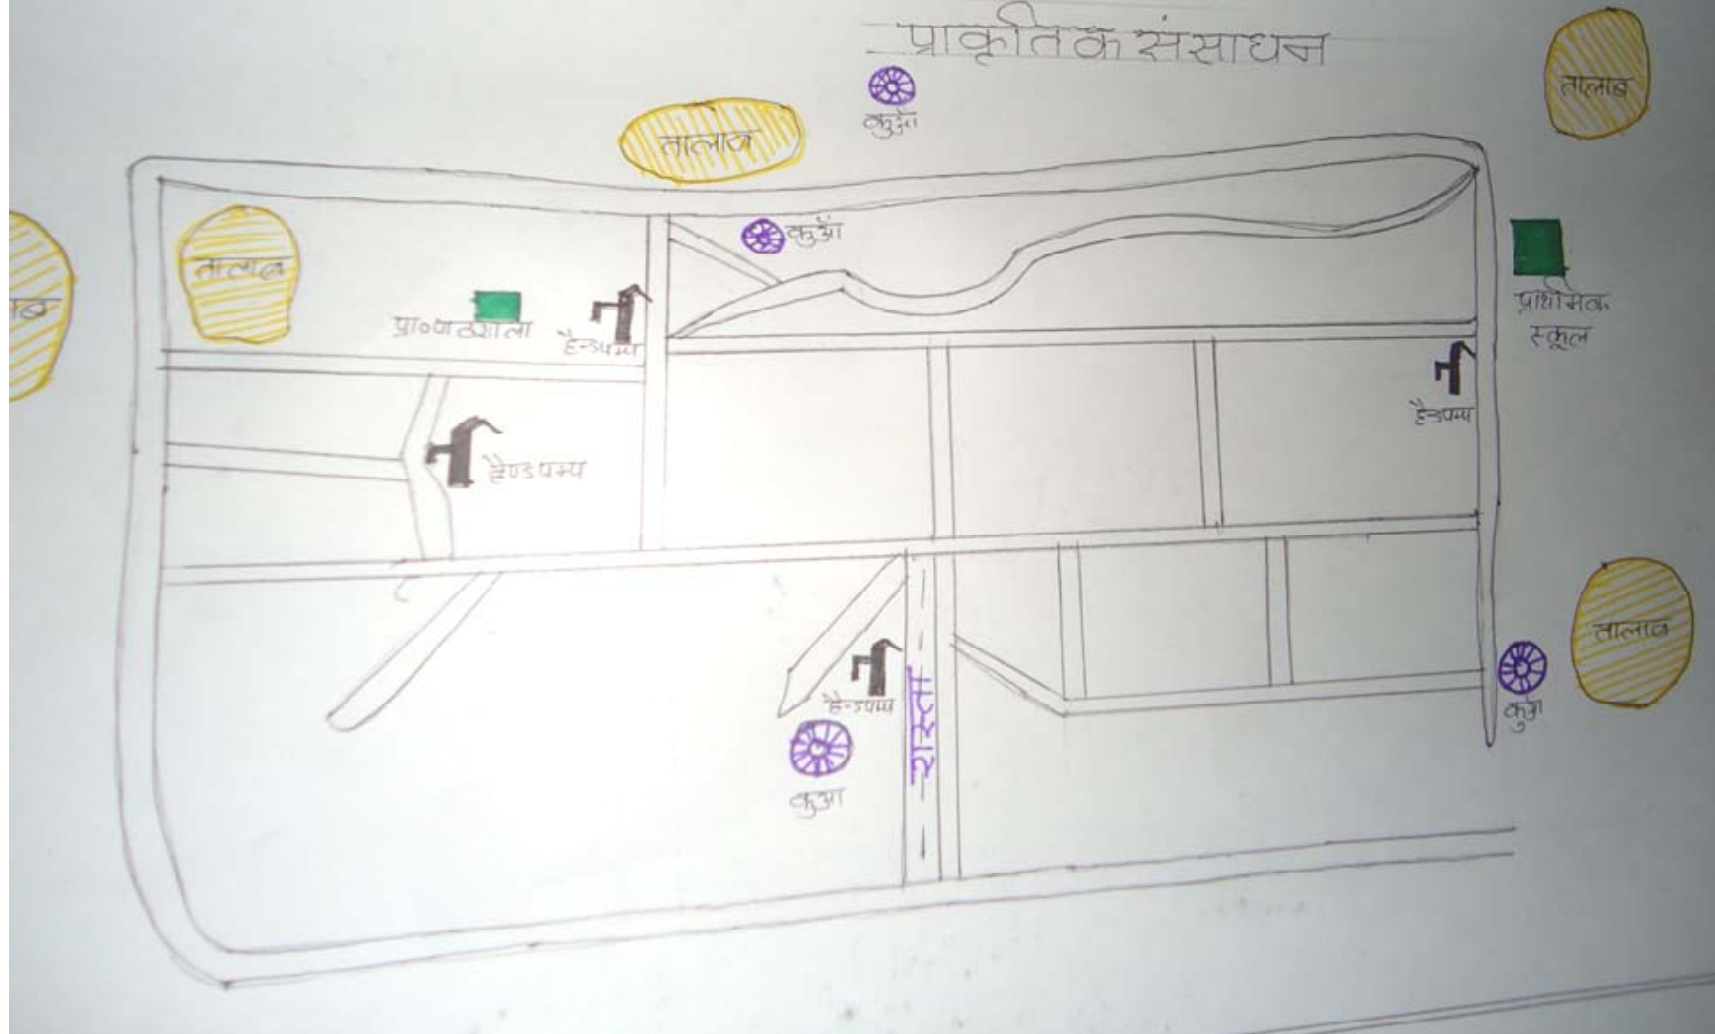 प्राकृतिक संसाधन
तालाब
कुआँ
तालाब
कुआँ
तालाब
प्राथमिक
स्कूल
प्रा०पाठशाला
हैन्डपम्प
हैन्डपम्प
हैण्डपम्प
तालाब
हैन्डपम्प
रास्ता
कुआ
कुआ